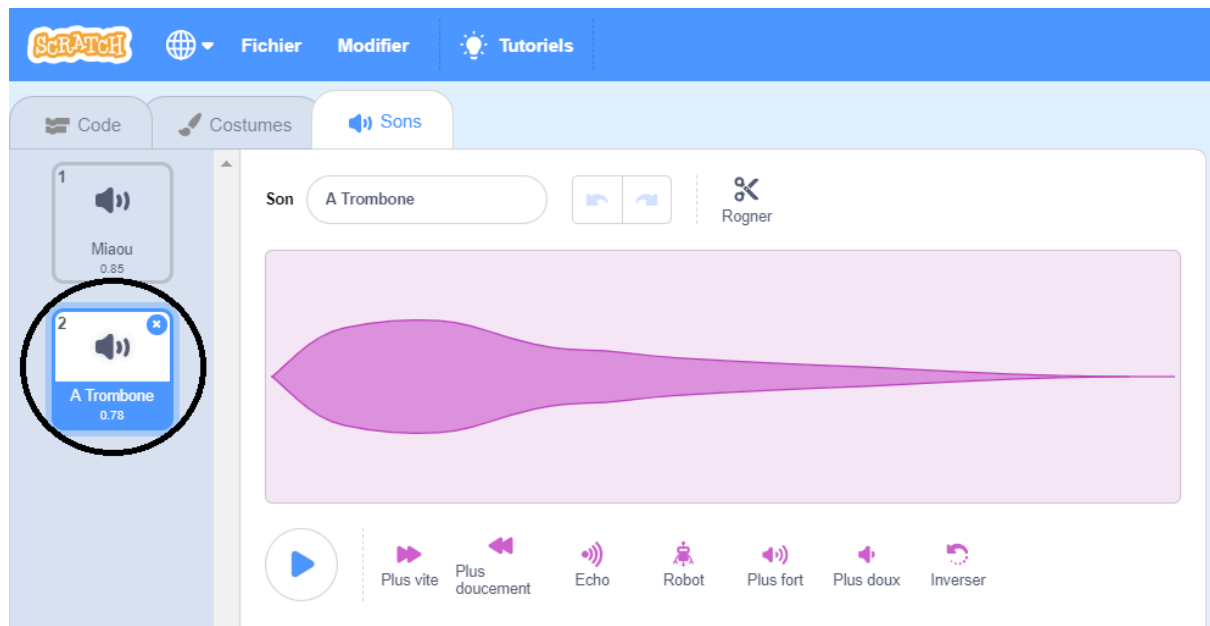 SCRATCH Fichier Modifier Tutoriels
Code Costumes Sons
1
Miaou
0.85
2
A Trombone
0.78
Son A Trombone
Rogner
Plus vite Plus doucement Echo Robot Plus fort Plus doux Inverser